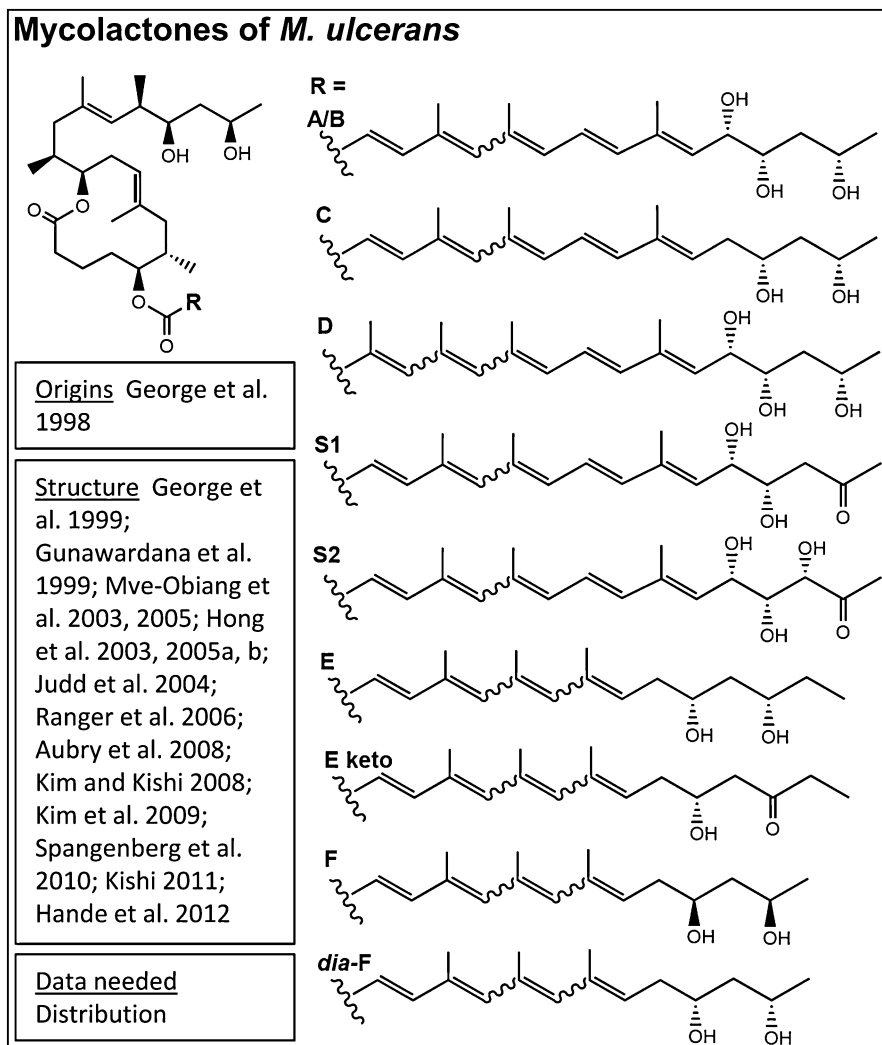 Mycolactones of M. ulcerans
OH
OH
O
O
O
R
O
Origins George et al.
1998
Structure George et
al. 1999;
Gunawardana et al.
1999; Mve-Obiang et
al. 2003, 2005; Hong
et al. 2003, 2005a, b;
Judd et al. 2004;
Ranger et al. 2006;
Aubry et al. 2008;
Kim and Kishi 2008;
Kim et al. 2009;
Spangenberg et al.
2010; Kishi 2011;
Hande et al. 2012
Data needed
Distribution
R =
A/B
OH
OH
OH
C
OH
OH
D
OH
OH
OH
S1
OH
OH
O
S2
OH
OH
OH
O
E
OH
OH
E keto
OH
O
F
OH
OH
dia-F
OH
OH